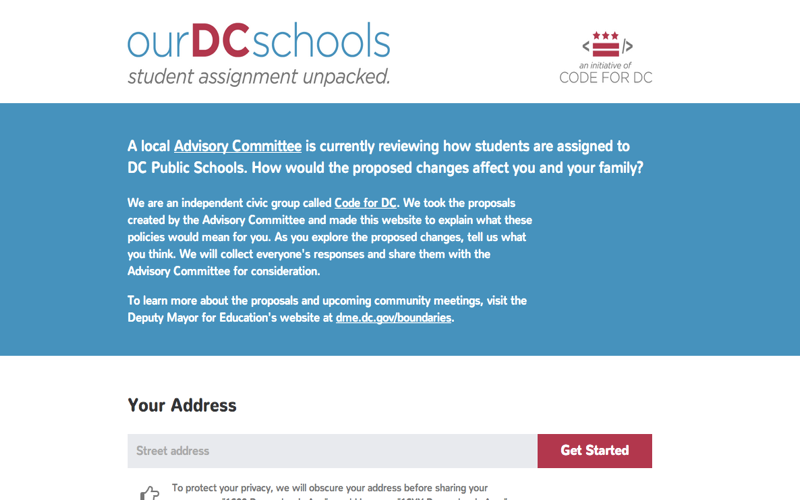 ourDCschools
student assignment unpacked.
</>
an initiative of
CODE FOR DC
A local Advisory Committee is currently reviewing how students are assigned to
DC Public Schools. How would the proposed changes affect you and your family?
We are an independent civic group called Code for DC. We took the proposals
created by the Advisory Committee and made this website to explain what these
policies would mean for you. As you explore the proposed changes, tell us what
you think. We will collect everyone's responses and share them with the
Advisory Committee for consideration.
To learn more about the proposals and upcoming community meetings, visit the
Deputy Mayor for Education's website at dme.dc.gov/boundaries.
Your Address
Street address
Get Started
To protect your privacy, we will obscure your address before sharing your